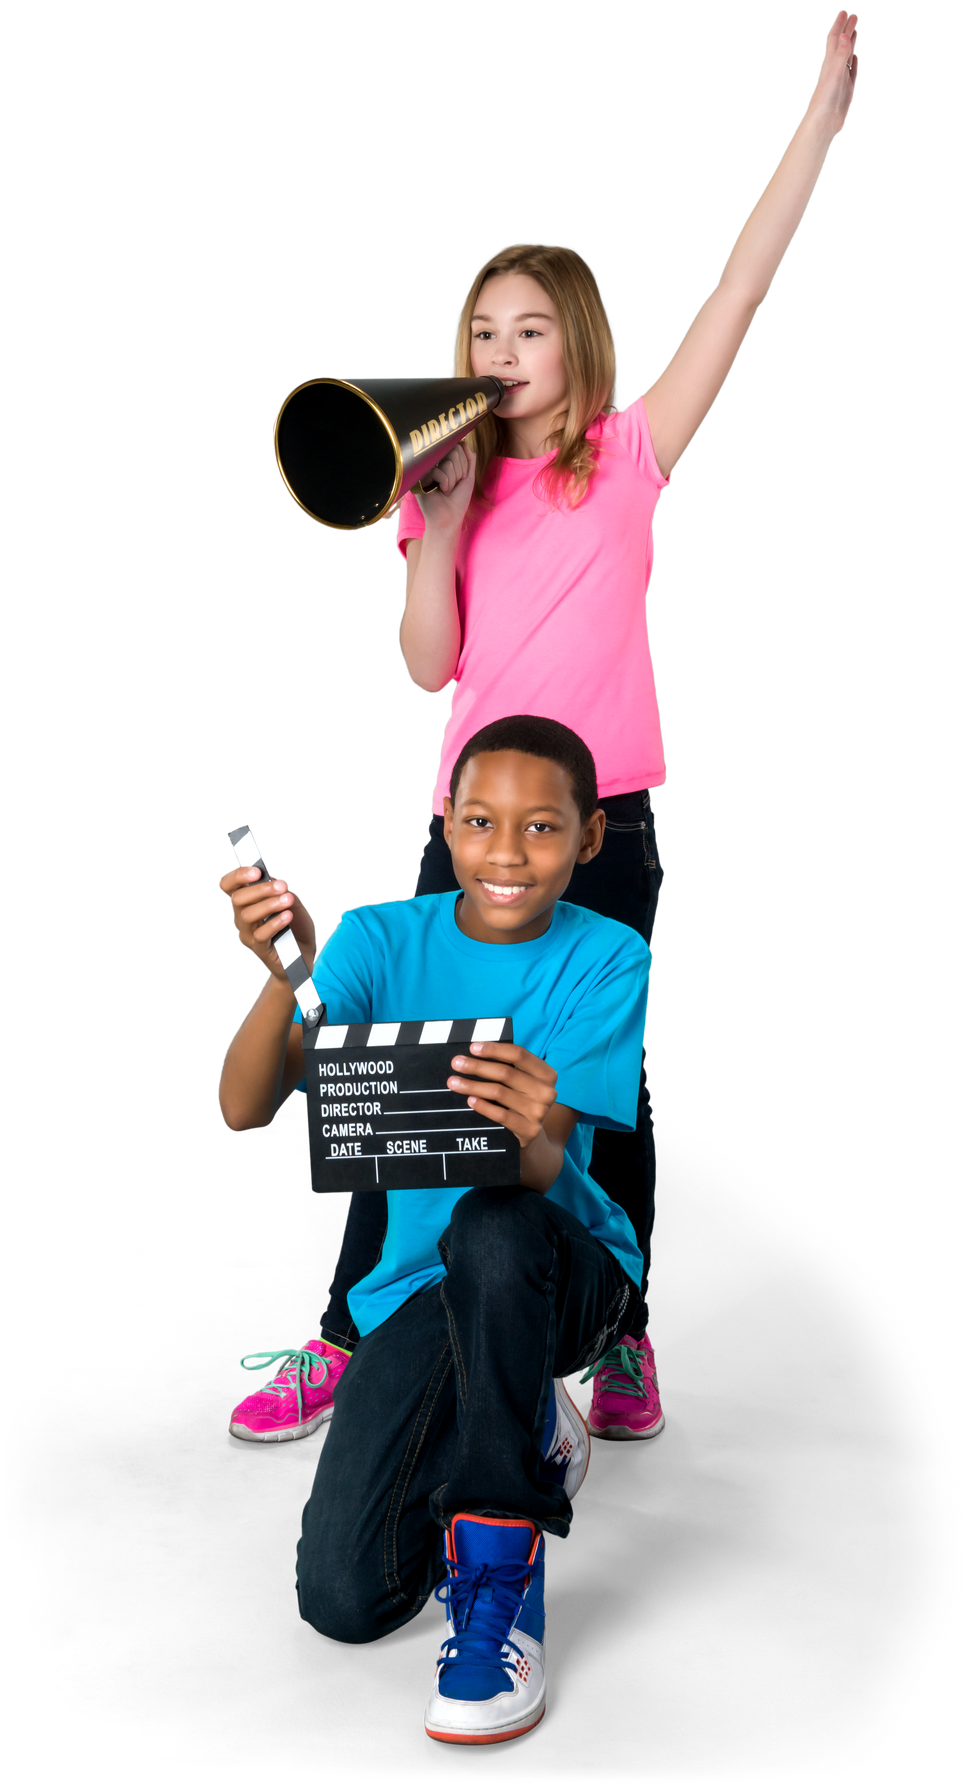 DIRECTOR
HOLLYWOOD
PRODUCTION
DIRECTOR
CAMERA
DATE SCENE TAKE